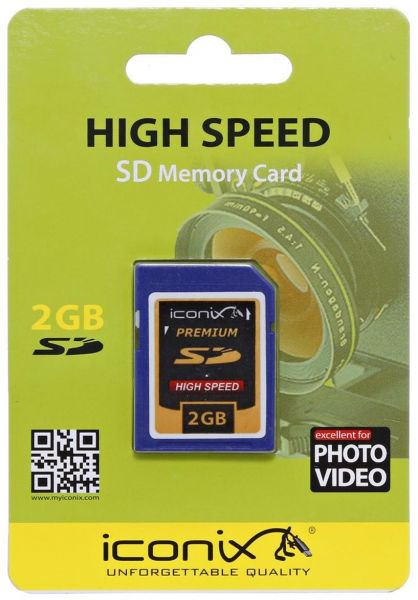 HIGH SPEED
SD Memory Card
2GB
SD
iconix
PREMIUM
SD
HIGH SPEED
2GB
www.myiconix.com
excellent for
PHOTO
VIDEO
iconix®
UNFORGETTABLE QUALITY